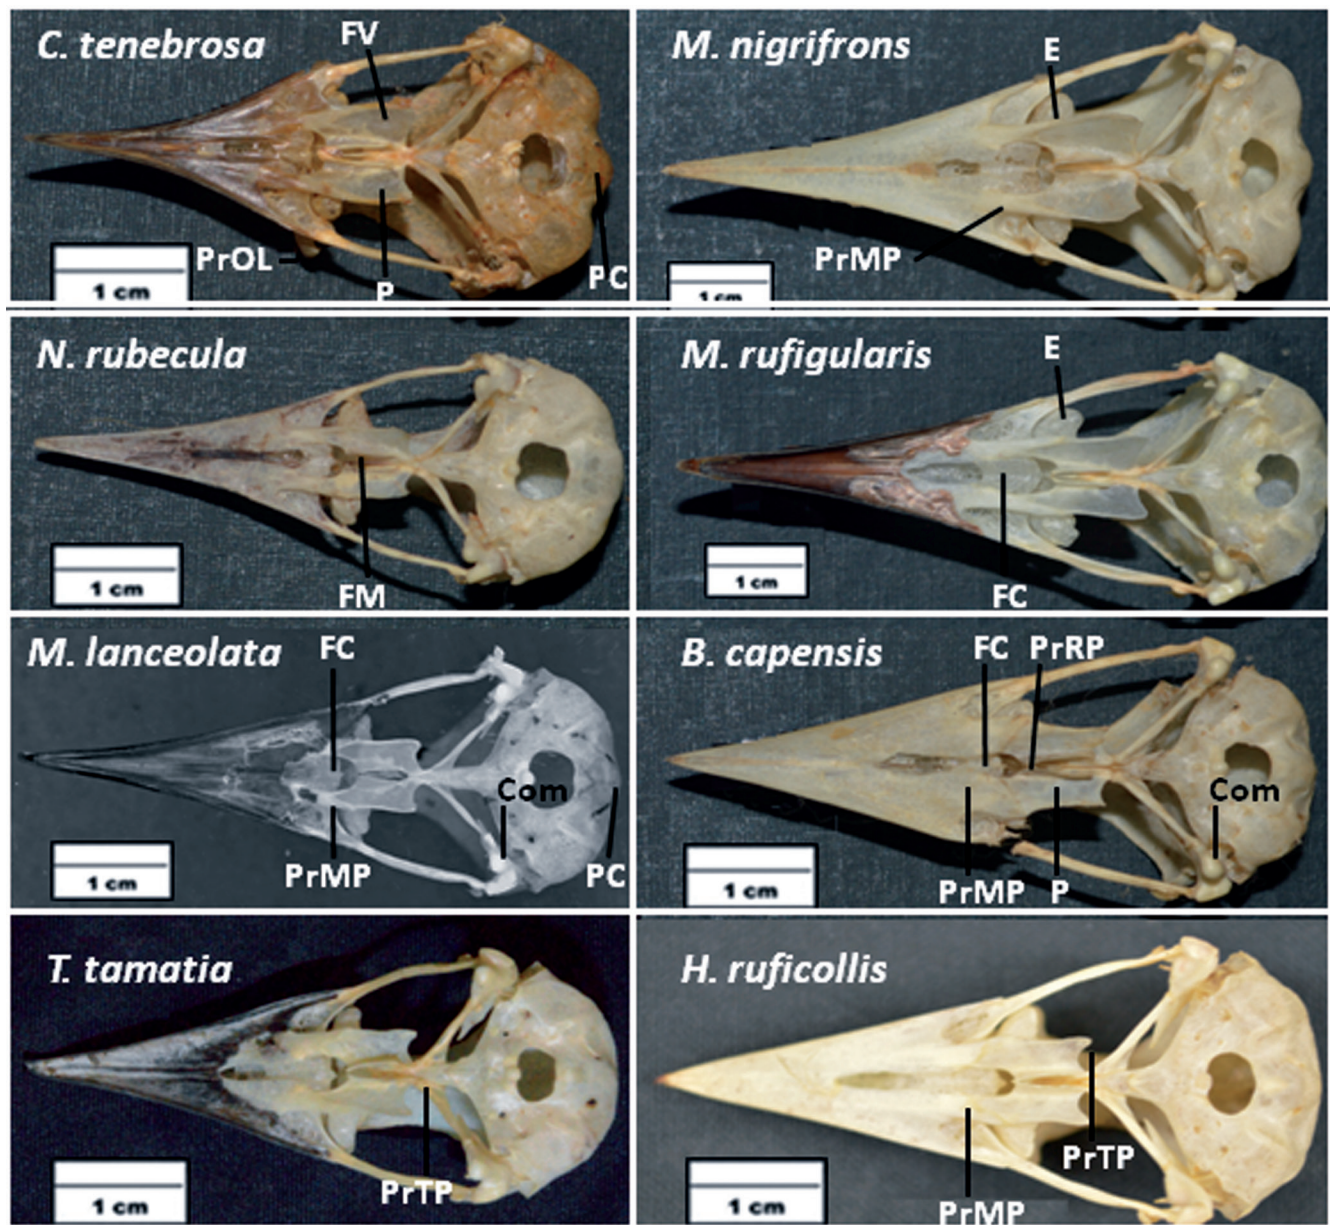 C. tenebrosa
FV
PrOL
P
PC
1 cm
M. nigrifrons
E
PrMP
1 cm
N. rubecula
FM
1 cm
M. rufigularis
E
FC
1 cm
M. lanceolata
FC
Com
PrMP
PC
1 cm
B. capensis
FC PrRP
Com
PrMP P
1 cm
T. tamatia
PrTP
1 cm
H. ruficollis
PrTP
PrMP
1 cm